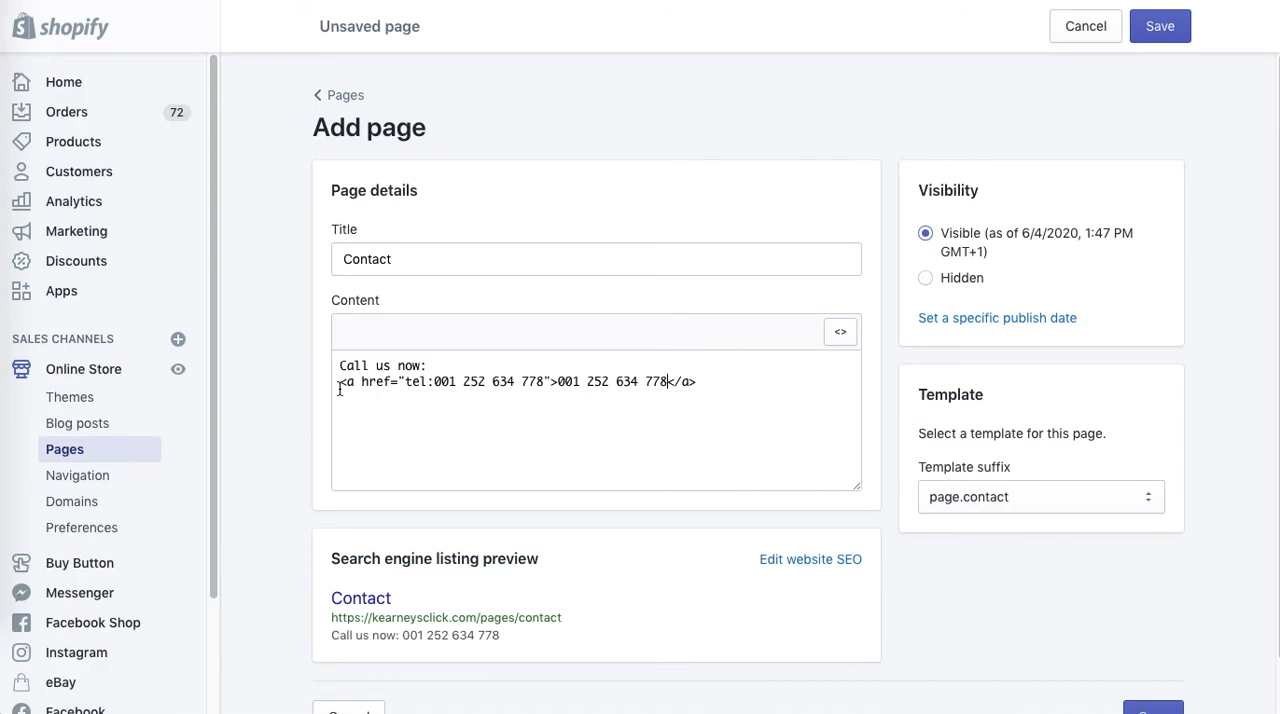 shopify
Unsaved page
Cancel
Save
Home
Orders
72
Products
Customers
Analytics
Marketing
Discounts
Apps
SALES CHANNELS
Online Store
Themes
Blog posts
Pages
Navigation
Domains
Preferences
Buy Button
Messenger
Facebook Shop
Instagram
eBay
Facebook
Pages
Add page
Page details
Title
Contact
Content
<>
Call us now:
<a href="tel:001 252 634 778">001 252 634 778</a>
Search engine listing preview
Edit website SEO
Contact
https://kearneysclick.com/pages/contact
Call us now: 001 252 634 778
Visibility
Visible (as of 6/4/2020, 1:47 PM
GMT+1)
Hidden
Set a specific publish date
Template
Select a template for this page.
Template suffix
page.contact